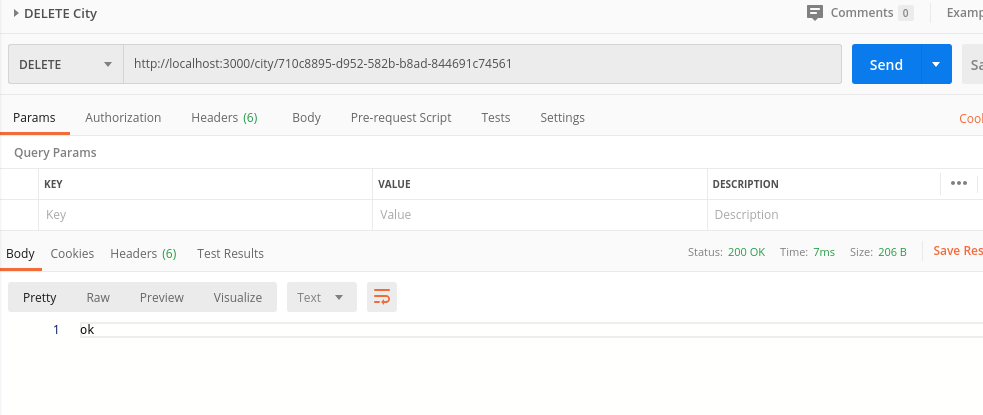 DELETE City Comments 0 Examp
DELETE http://localhost:3000/city/710c8895-d952-582b-b8ad-844691c74561 Send Sa
Params Authorization Headers (6) Body Pre-request Script Tests Settings Cool
Query Params
KEY VALUE DESCRIPTION
Key Value Description
Body Cookies Headers (6) Test Results Status: 200 OK Time: 7ms Size: 206 B Save Res
Pretty Raw Preview Visualize Text
1 ok